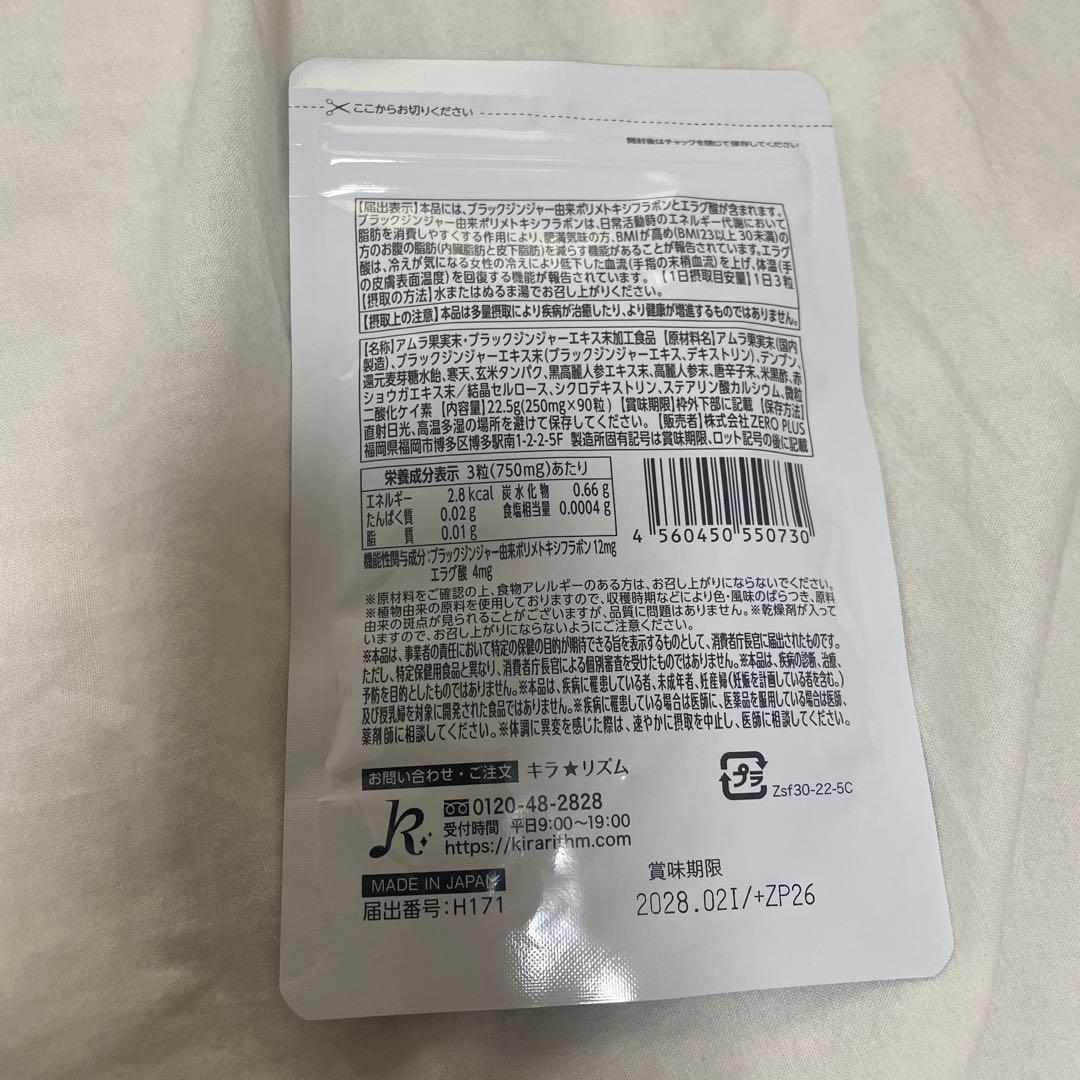 ここからお切りください
開封後はチャックを閉じて保存してください
【届出表示】本品には、ブラックジンジャー由来ポリメトキシフラボンとエラグ酸が含まれます。
ブラックジンジャー由来ポリメトキシフラボンは、日常活動時のエネルギー代謝において
脂肪を消費しやすくする作用により、肥満気味の方、BMIが高め(BMI23以上30未満)の
方のお腹の脂肪(内臓脂肪と皮下脂肪)を減らす機能があることが報告されています。エラグ
酸は、冷えが気になる女性の冷えにより低下した血流(手指の末梢血流)を上げ、体温(手
の皮膚表面温度)を回復する機能が報告されています。 【1日摂取目安量】1日3粒
【摂取の方法】水またはぬるま湯でお召し上がりください。
【摂取上の注意】本品は多量摂取により疾病が治癒したり、より健康が増進するものではありません。
【名称】アムラ果実末・ブラックジンジャーエキス末加工食品 【原材料名】アムラ果実末(国内
製造)、ブラックジンジャーエキス末(ブラックジンジャーエキス、デキストリン)、デンプン、
還元麦芽糖水飴、寒天、玄米タンパク、黒高麗人参エキス末、高麗人参末、唐辛子末、米黒酢、赤
ショウガエキス末/結晶セルロース、シクロデキストリン、ステアリン酸カルシウム、微粒
二酸化ケイ素 【内容量】22.5g(250mg×90粒) 【賞味期限】枠外下部に記載 【保存方法】
直射日光、高温多湿の場所を避けて保存してください。 【販売者】株式会社ZERO PLUS
福岡県福岡市博多区博多駅南1-2-2-5F 製造所固有記号は賞味期限、ロット記号の後に記載
栄養成分表示 3粒(750mg)あたり
エネルギー 2.8kcal 炭水化物 0.66g
たんぱく質 0.02g 食塩相当量 0.0004g
脂質 0.01g
4 560450 550730
機能性関与成分:ブラックジンジャー由来ポリメトキシフラボン 12mg
エラグ酸 4mg
※原材料をご確認の上、食物アレルギーのある方は、お召し上がりにならないでください。
※植物由来の原料を使用しておりますので、収穫時期などにより色・風味のばらつき、原料
由来の斑点が見られることがございますが、品質に問題はありません。※乾燥剤が入って
いますので、お召し上がりにならないようにご注意ください。
※本品は、事業者の責任において特定の保健の目的が期待できる旨を表示するものとして、消費者庁長官に届出されたものです。
ただし、特定保健用食品と異なり、消費者庁長官による個別審査を受けたものではありません。※本品は、疾病の診断、治療、
予防を目的としたものではありません。※本品は、疾病に罹患している者、未成年者、妊産婦(妊娠を計画している者を含む。)
及び授乳婦を対象に開発された食品ではありません。※疾病に罹患している場合は医師に、医薬品を服用している場合は医師、
薬剤師に相談してください。※体調に異変を感じた際は、速やかに摂取を中止し、医師に相談してください。
お問い合わせ・ご注文 キラ★リズム
0120-48-2828
受付時間 平日9:00〜19:00
https://kirarithm.com
プラ
Zsf30-22-5C
MADE IN JAPAN
届出番号:H171
賞味期限
2028.02I/+ZP26